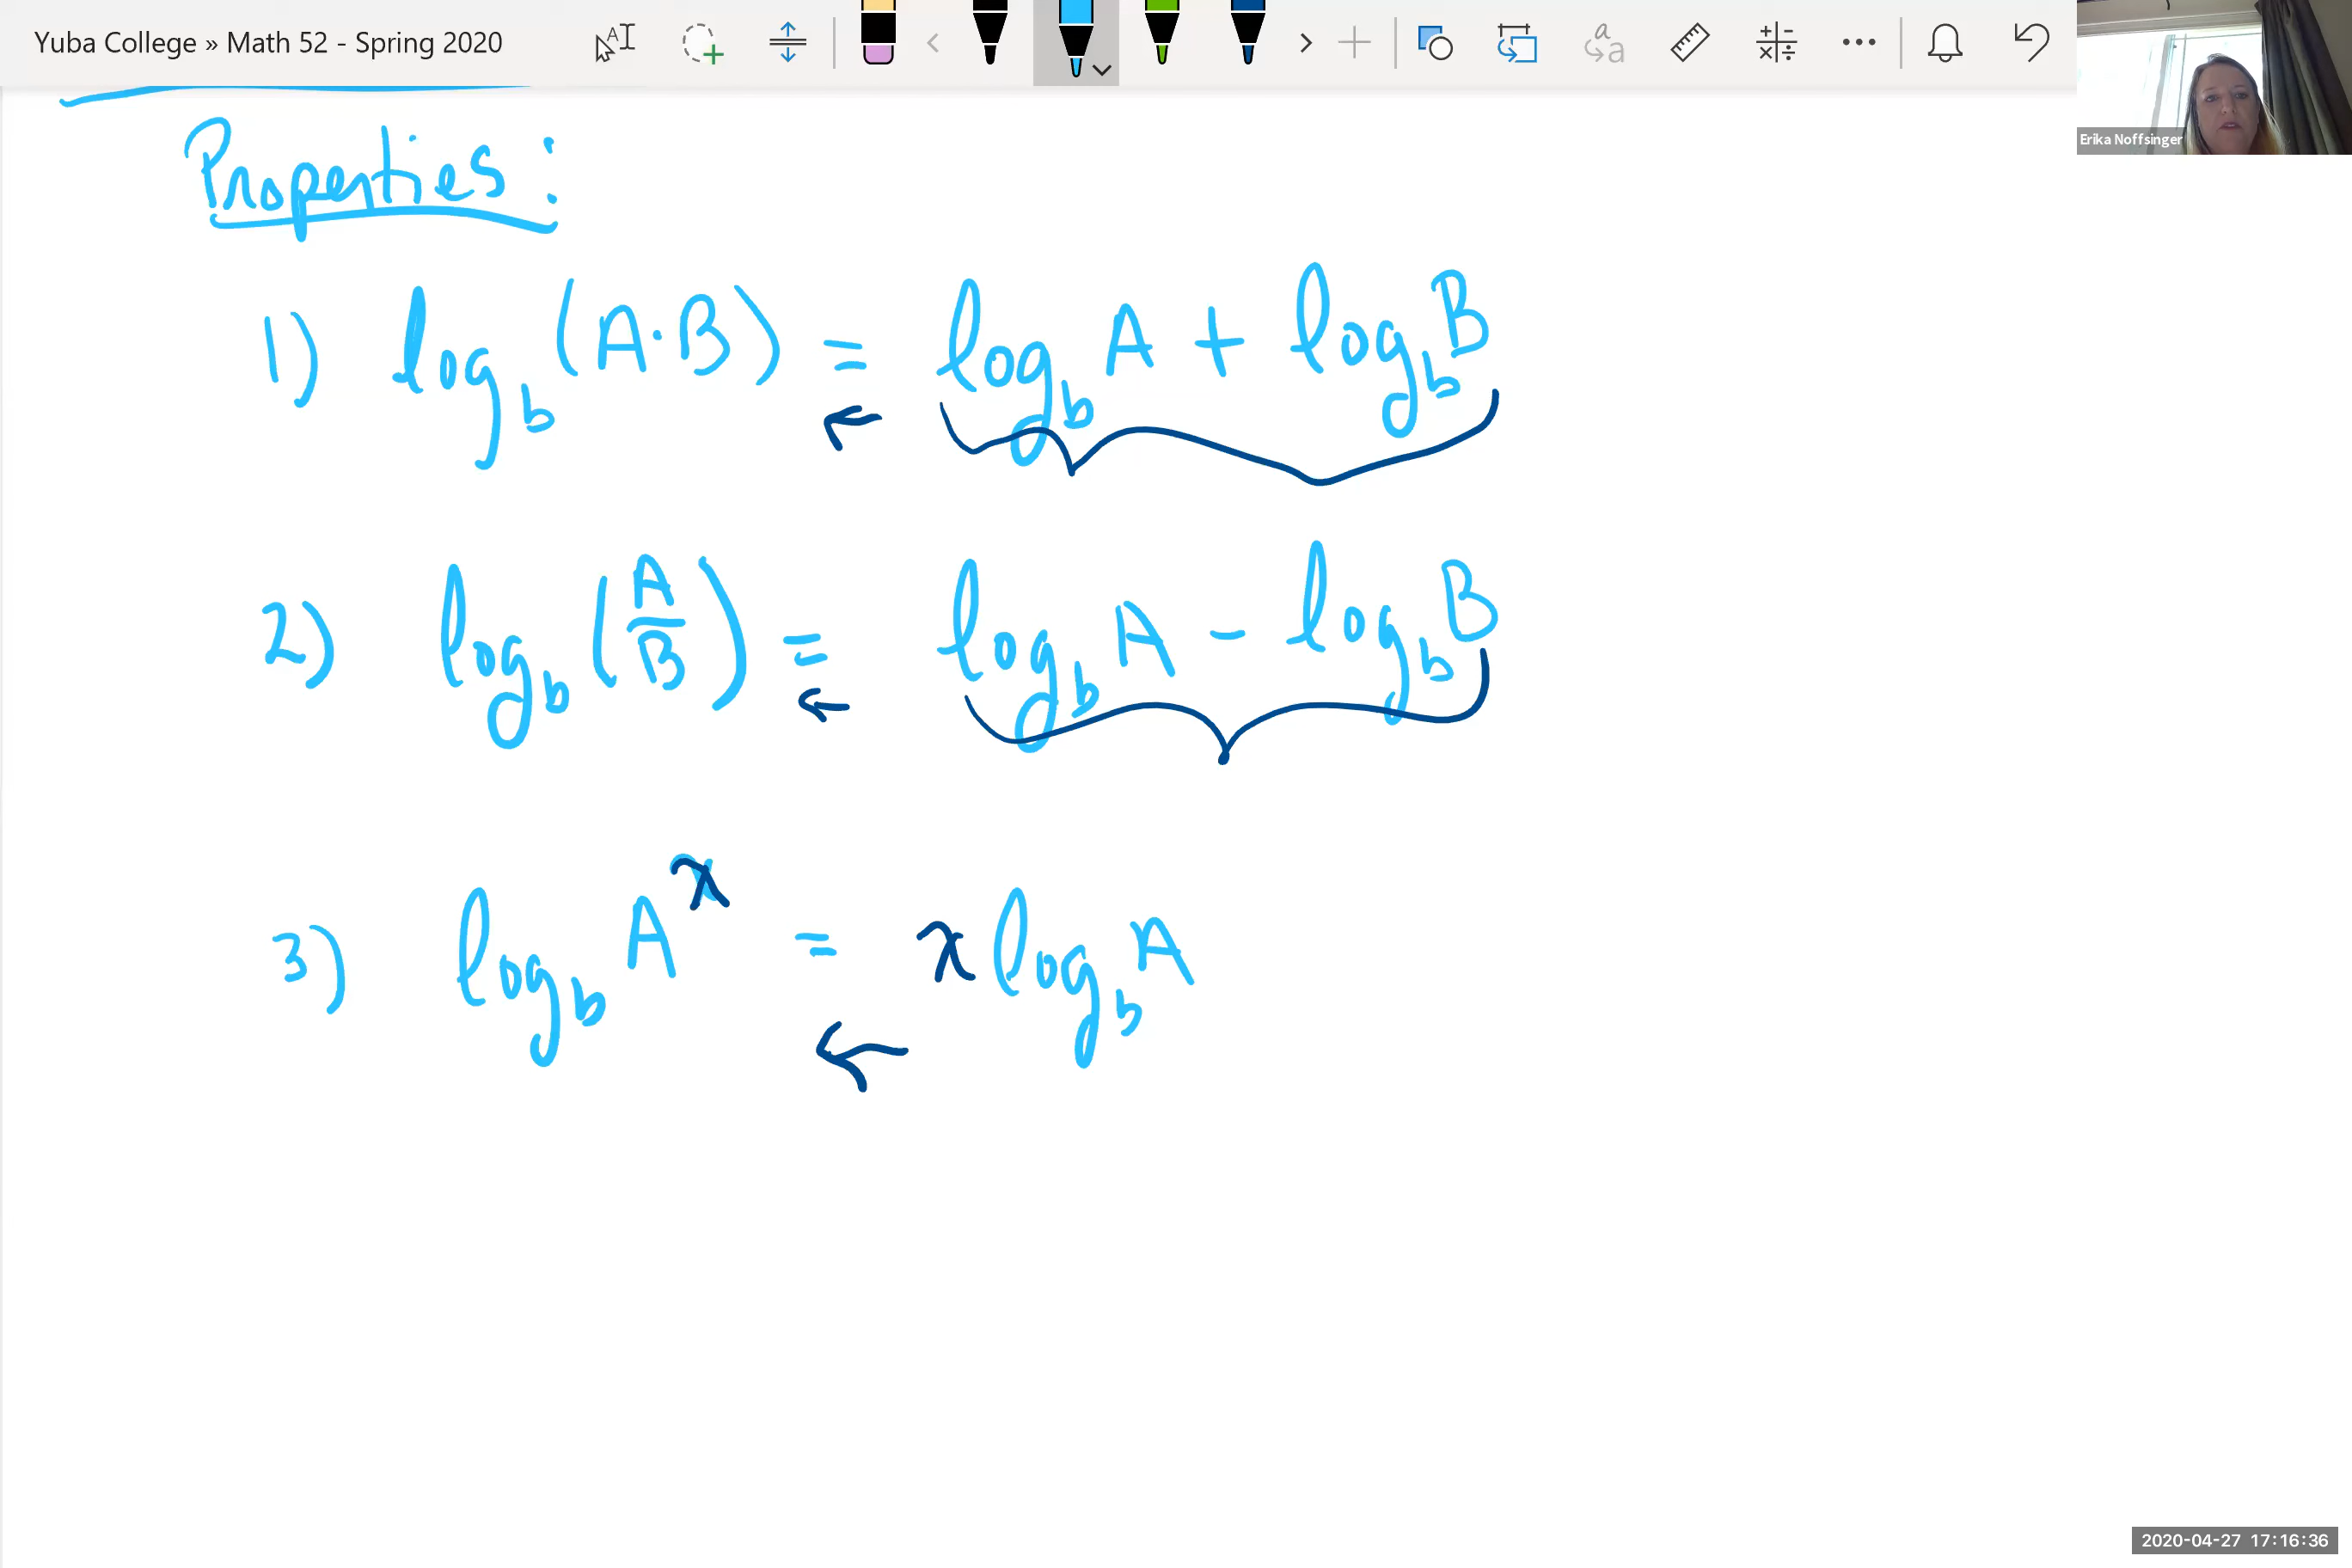 Yuba College » Math 52 - Spring 2020
Erika Noffsinger
Properties:
1) log_b (A·B) = log_b A + log_b B
2) log_b (A/B) = log_b A - log_b B
3) log_b A^x = x log_b A
2020-04-27 17:16:36